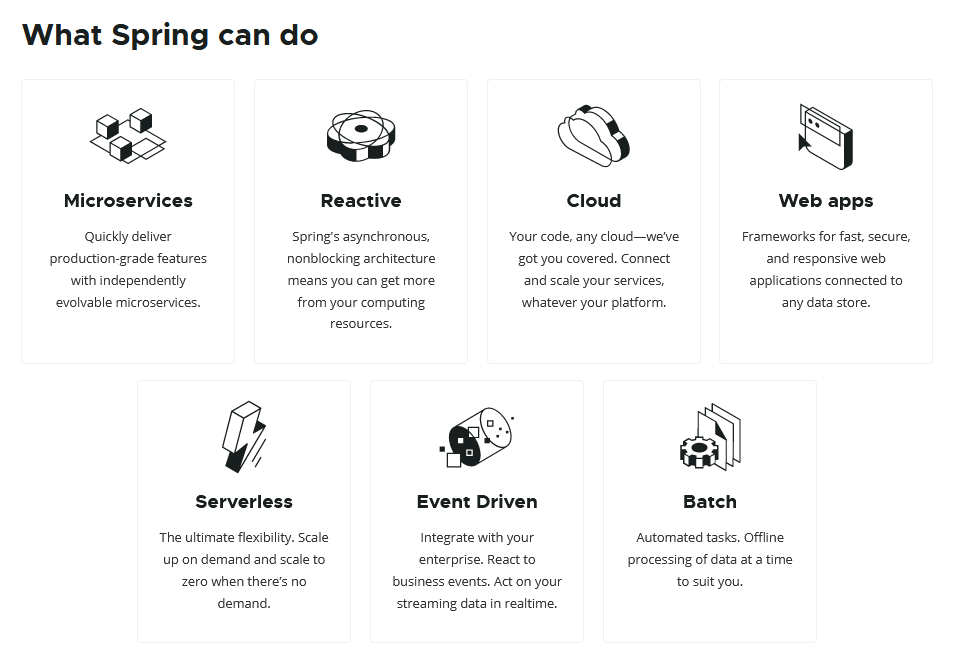 What Spring can do
Microservices
Quickly deliver
production-grade features
with independently
evolvable microservices.
Reactive
Spring's asynchronous,
nonblocking architecture
means you can get more
from your computing
resources.
Cloud
Your code, any cloud—we’ve
got you covered. Connect
and scale your services,
whatever your platform.
Web apps
Frameworks for fast, secure,
and responsive web
applications connected to
any data store.
Serverless
The ultimate flexibility. Scale
up on demand and scale to
zero when there’s no
demand.
Event Driven
Integrate with your
enterprise. React to
business events. Act on your
streaming data in realtime.
Batch
Automated tasks. Offline
processing of data at a time
to suit you.